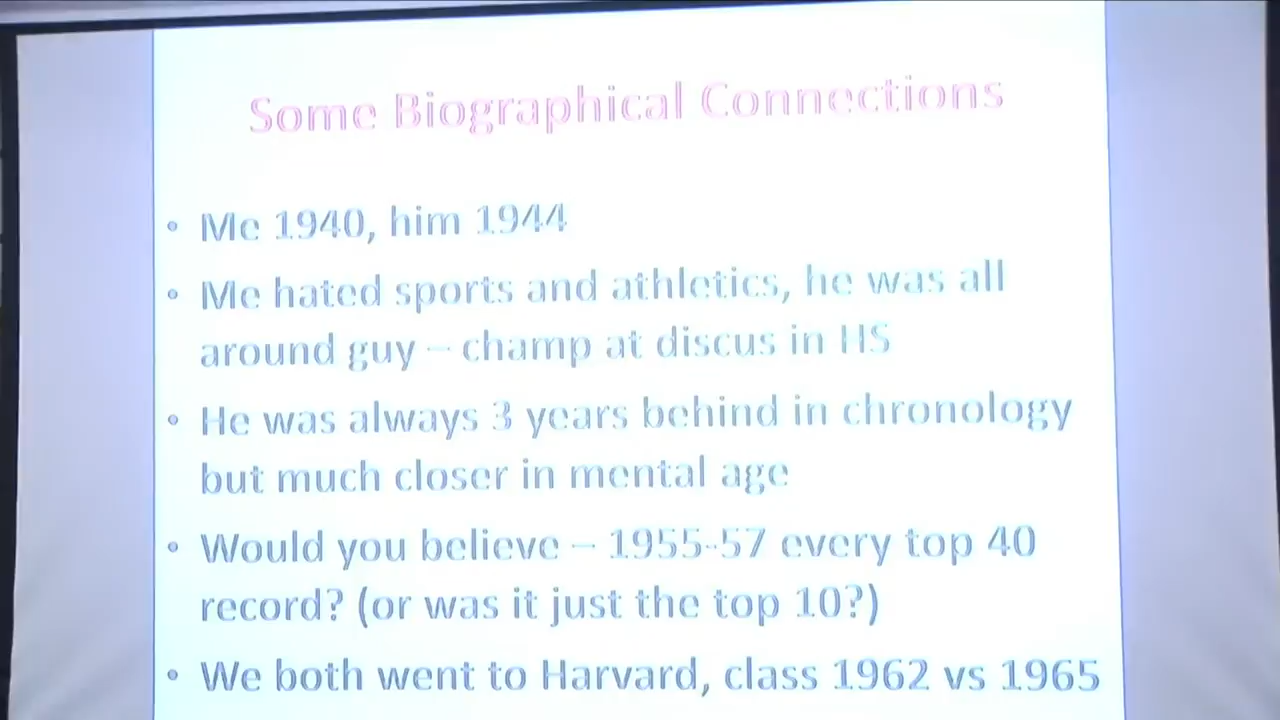 Some Biographical Connections
• Me 1940, him 1944
• Me hated sports and athletics, he was all
around guy – champ at discus in HS
• He was always 3 years behind in chronology
but much closer in mental age
• Would you believe – 1955-57 every top 40
record? (or was it just the top 10?)
• We both went to Harvard, class 1962 vs 1965